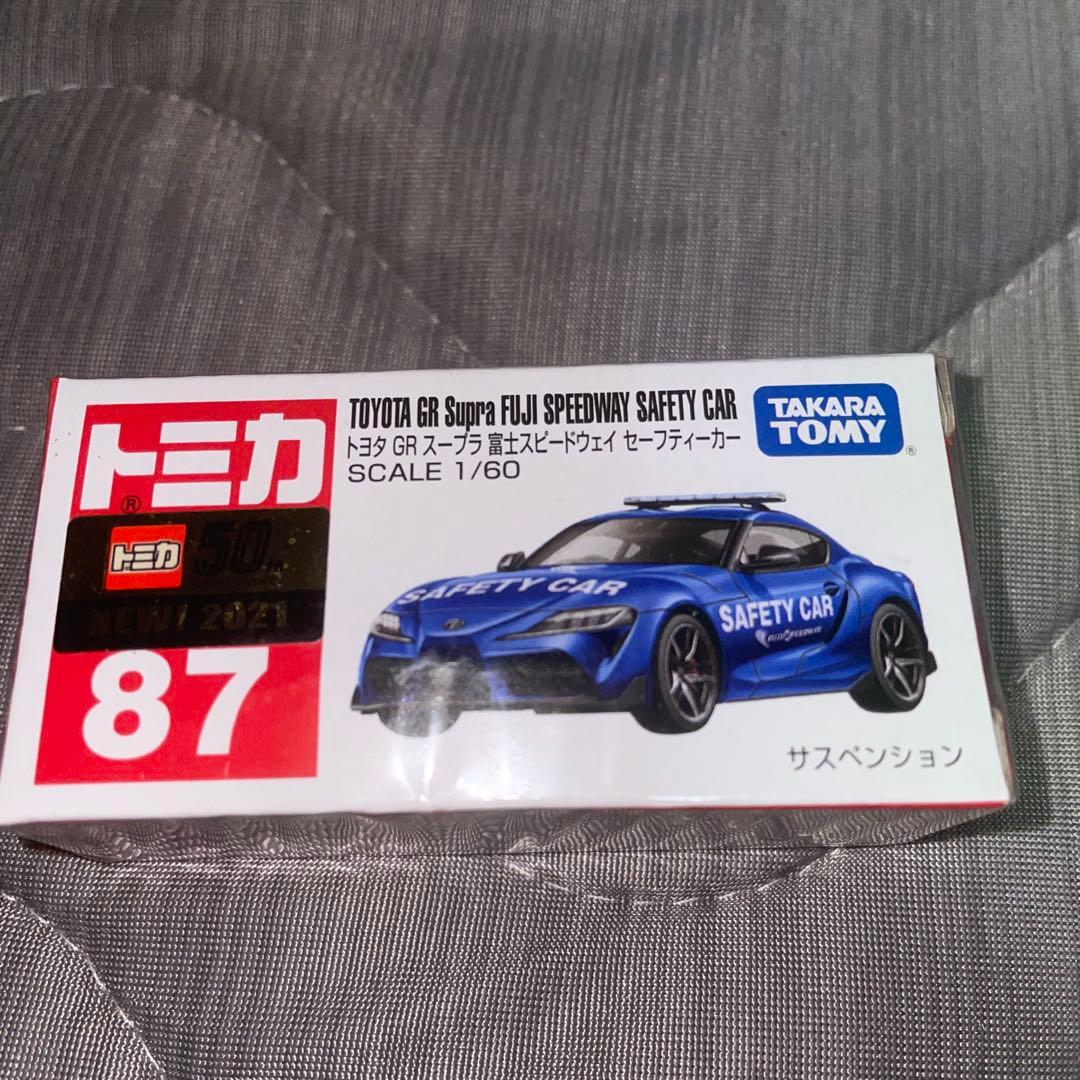 トミカ
®
トミカ 50th
NEW! 2021
87
TOYOTA GR Supra FUJI SPEEDWAY SAFETY CAR
トヨタ GR スープラ 富士スピードウェイ セーフティーカー
SCALE 1/60
TAKARA
TOMY
®
SAFETY CAR
SAFETY CAR
FUJI SPEEDWAY
サスペンション